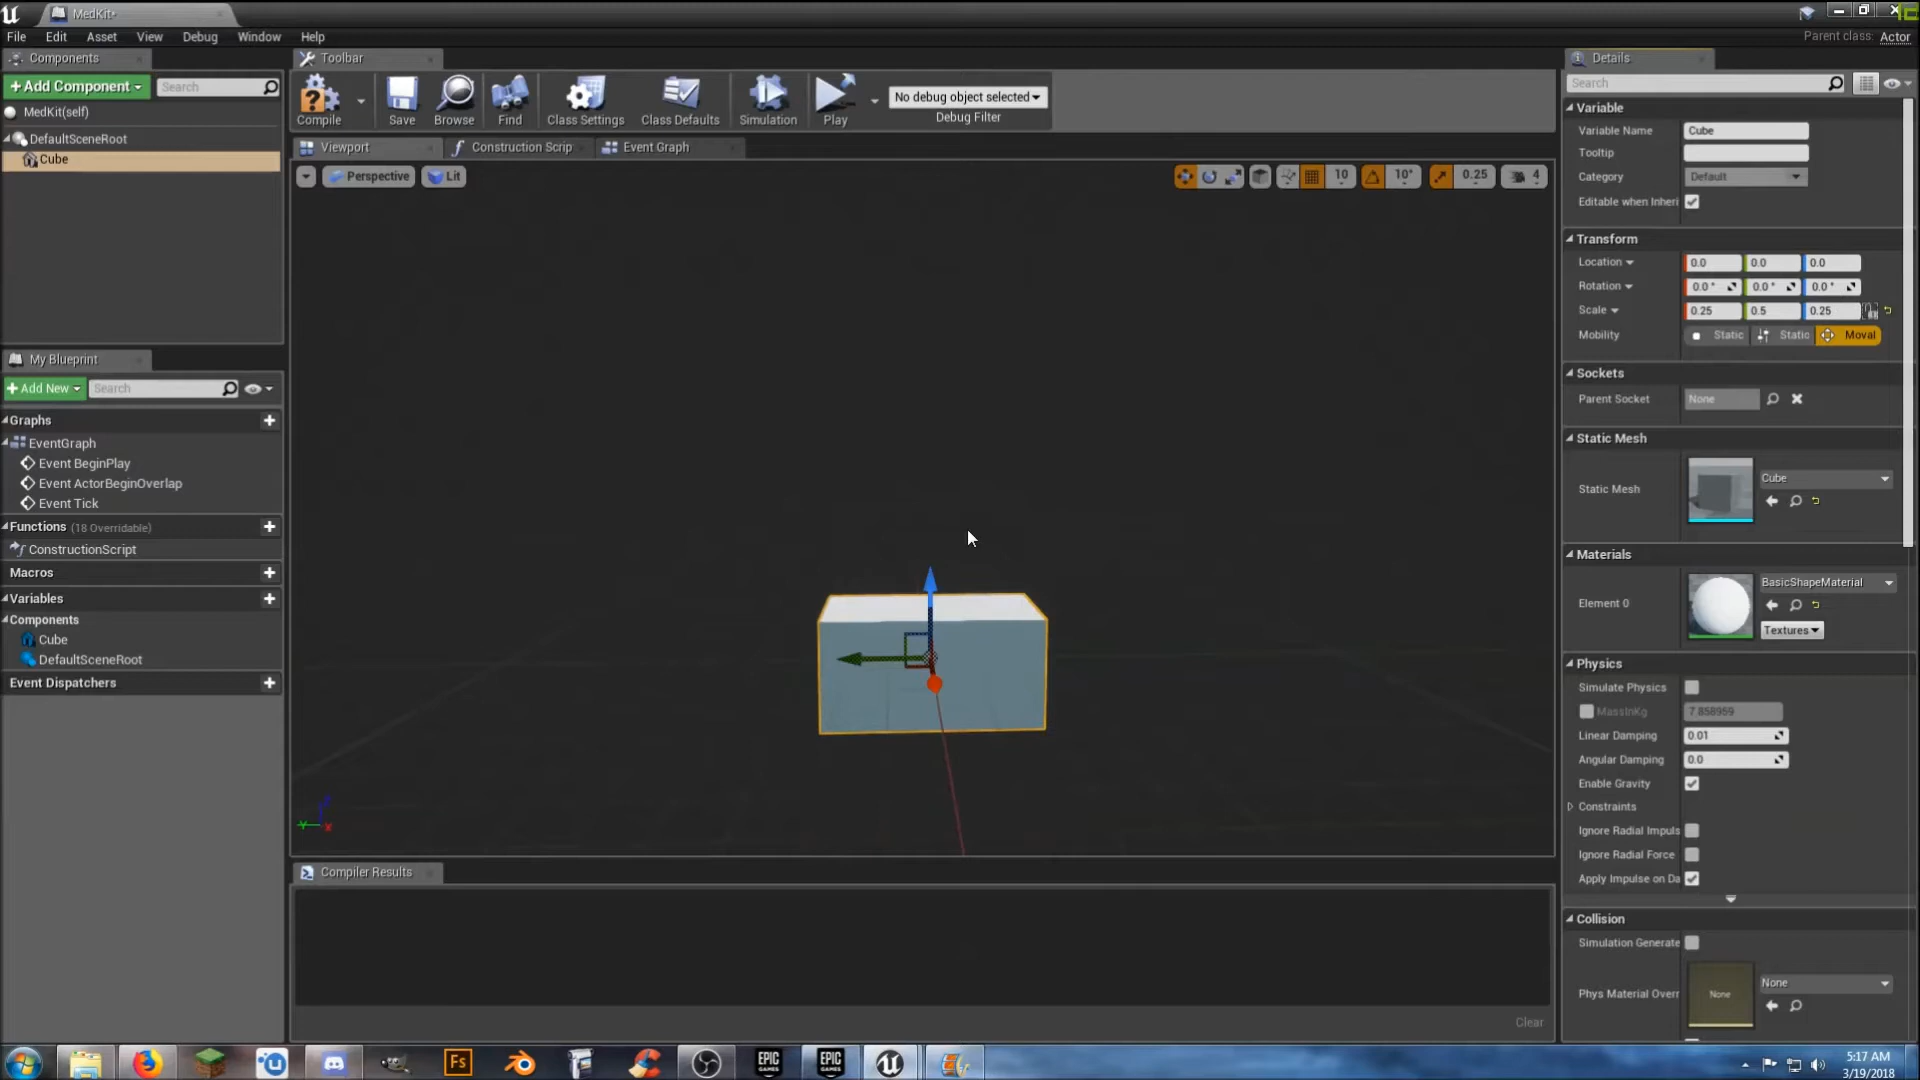 MedKit*
File Edit Asset View Debug Window Help
Parent class: Actor
Components
+ Add Component
Search
MedKit(self)
DefaultSceneRoot
Cube
My Blueprint
+ Add New
Search
Graphs
EventGraph
Event BeginPlay
Event ActorBeginOverlap
Event Tick
Functions (18 Overridable)
ConstructionScript
Macros
Variables
Components
Cube
DefaultSceneRoot
Event Dispatchers
Toolbar
Compile
Save
Browse
Find
Class Settings
Class Defaults
Simulation
Play
No debug object selected
Debug Filter
Viewport
Construction Scrip
Event Graph
Perspective
Lit
10
10°
0.25
4
Z
Y
X
Compiler Results
Clear
Details
Search
Variable
Variable Name Cube
Tooltip
Category Default
Editable when Inheri
Transform
Location 0.0 0.0 0.0
Rotation 0.0° 0.0° 0.0°
Scale 0.25 0.5 0.25
Mobility Static Static Moval
Sockets
Parent Socket None
Static Mesh
Static Mesh Cube
Materials
Element 0 BasicShapeMaterial
Textures
Physics
Simulate Physics
MassInKg 7.858959
Linear Damping 0.01
Angular Damping 0.0
Enable Gravity
Constraints
Ignore Radial Impuls
Ignore Radial Force
Apply Impulse on Da
Collision
Simulation Generate
Phys Material Overr None None
Fs
EPIC GAMES
EPIC GAMES
5:17 AM
3/19/2018